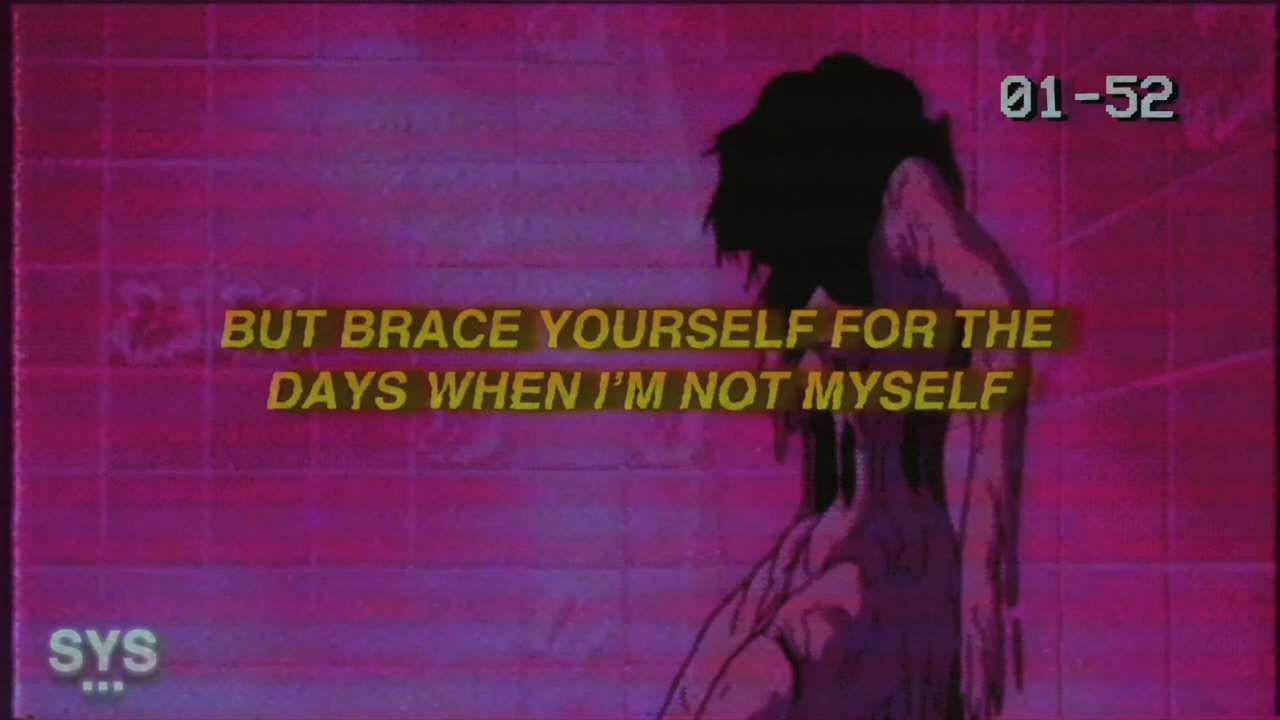 01-52
BUT BRACE YOURSELF FOR THE
DAYS WHEN I'M NOT MYSELF
SYS